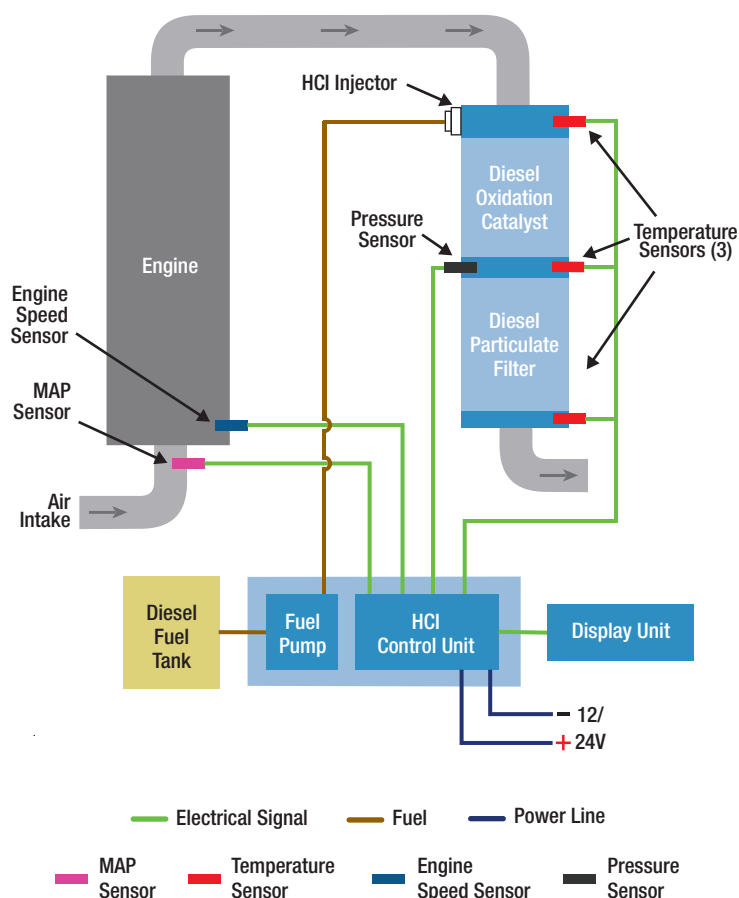 HCI Injector
Diesel
Oxidation
Catalyst
Pressure
Sensor
Temperature
Sensors (3)
Engine
Engine
Speed
Sensor
Diesel
Particulate
Filter
MAP
Sensor
Air
Intake
Diesel
Fuel
Tank
Fuel
Pump
HCI
Control Unit
Display Unit
- 12/
+ 24V
Electrical Signal
Fuel
Power Line
MAP
Sensor
Temperature
Sensor
Engine
Speed Sensor
Pressure
Sensor